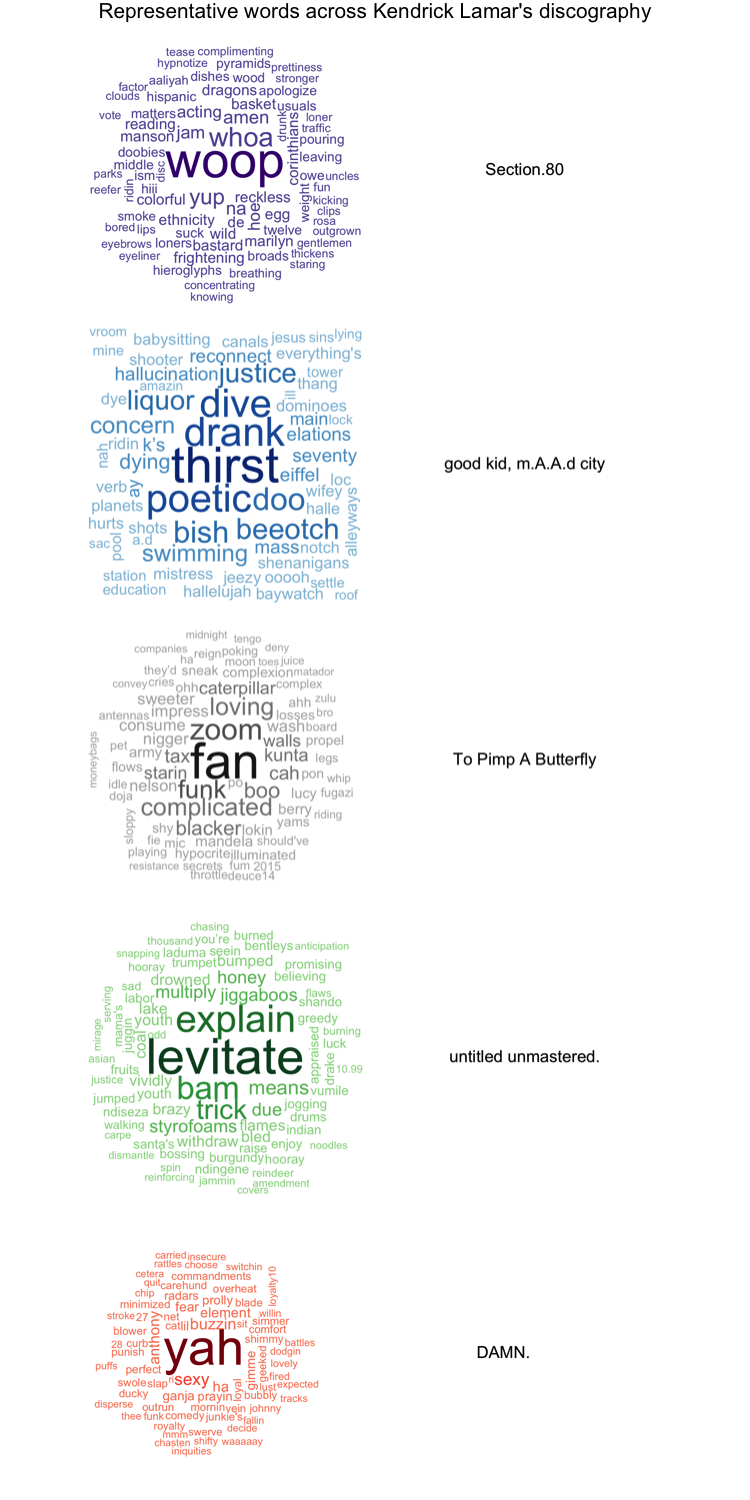 Representative words across Kendrick Lamar's discography
tease complimenting
hypnotize pyramids prettiness
aaliyah dishes wood stronger
factor dragons apologize
clouds hispanic basket usuals
vote matters acting amen drunk loner
reading traffic
manson jam whoa corinthians pouring
doobies woop leaving
middle disc
parks ism owe uncles
reefer ridin hiii fun
colorful yup reckless weight kicking
na hoe egg clips
smoke ethnicity de rosa
bored lips suck wild twelve outgrown
eyebrows loners bastard marilyn gentlemen
eyeliner frightening broads thickens
hieroglyphs breathing staring
concentrating
knowing
Section.80
vroom babysitting canals jesus sins lying
mine shooter reconnect everything's
hallucination justice tower
amazin ill thang
dye liquor dive dominoes
concern drank main lock
nah ridin k's elations
dying thirst seventy
eiffel loc
verb ay poetic doo wifey
planets halle alleyways
hurts shots bish beeotch
sac pool a.d mass notch
swimming shenanigans
station mistress jeezy ooooh settle
education hallelujah baywatch roof
good kid, m.A.A.d city
midnight tengo
companies reign poking deny
ha moon toes juice
they'd sneak complexion matador
convey cries ohh caterpillar complex
sweeter loving ahh zulu
antennas impress losses bro
consume zoom wash board
nigger walls propel
moneybags pet army tax fan kunta legs
flows starin cah pon whip
idle nelson funk po boo lucy fugazi
doja complicated berry riding
sloppy shy blacker lokin yams
fie mic mandela should've
playing hypocrite illuminated
resistance secrets fum 2015
throttle deuce14
To Pimp A Butterfly
chasing
thousand you're burned
snapping laduma seein bentleys anticipation
hooray trumpet bumped promising
drowned honey believing
sad multiply jiggaboos flaws
serving labor lake shando
mama's youth explain greedy
mirage juggin coal odd levitate appraised burning
asian luck
fruits drake 10.99
justice vividly bam means vumile
jumped youth trick due jogging
ndiseza brazy drums
walking styrofoams flames indian
carpe santa's withdraw bled enjoy noodles
dismantle bossing burgundy raise hooray
spin ndingene reindeer
reinforcing jammin amendment
covers
untitled unmastered.
carried insecure
rattles choose switchin
cetera commandments
quit carehund overheat loyalty10
chip radars prolly blade
minimized fear element willin
stroke 27 net buzzin sit simmer
blower anthony cat lil comfort
28 curb yah shimmy battles
punish dodgin
puffs perfect gimme geeked lovely
swole slap n sexy fired
ducky ha loyal lust expected
ganja prayin bubbly tracks
disperse outrun mornin vein johnny
thee funk comedy junkie's fallin
royalty decide
mmm swerve
chasten shifty waaaaay
iniquities
DAMN.